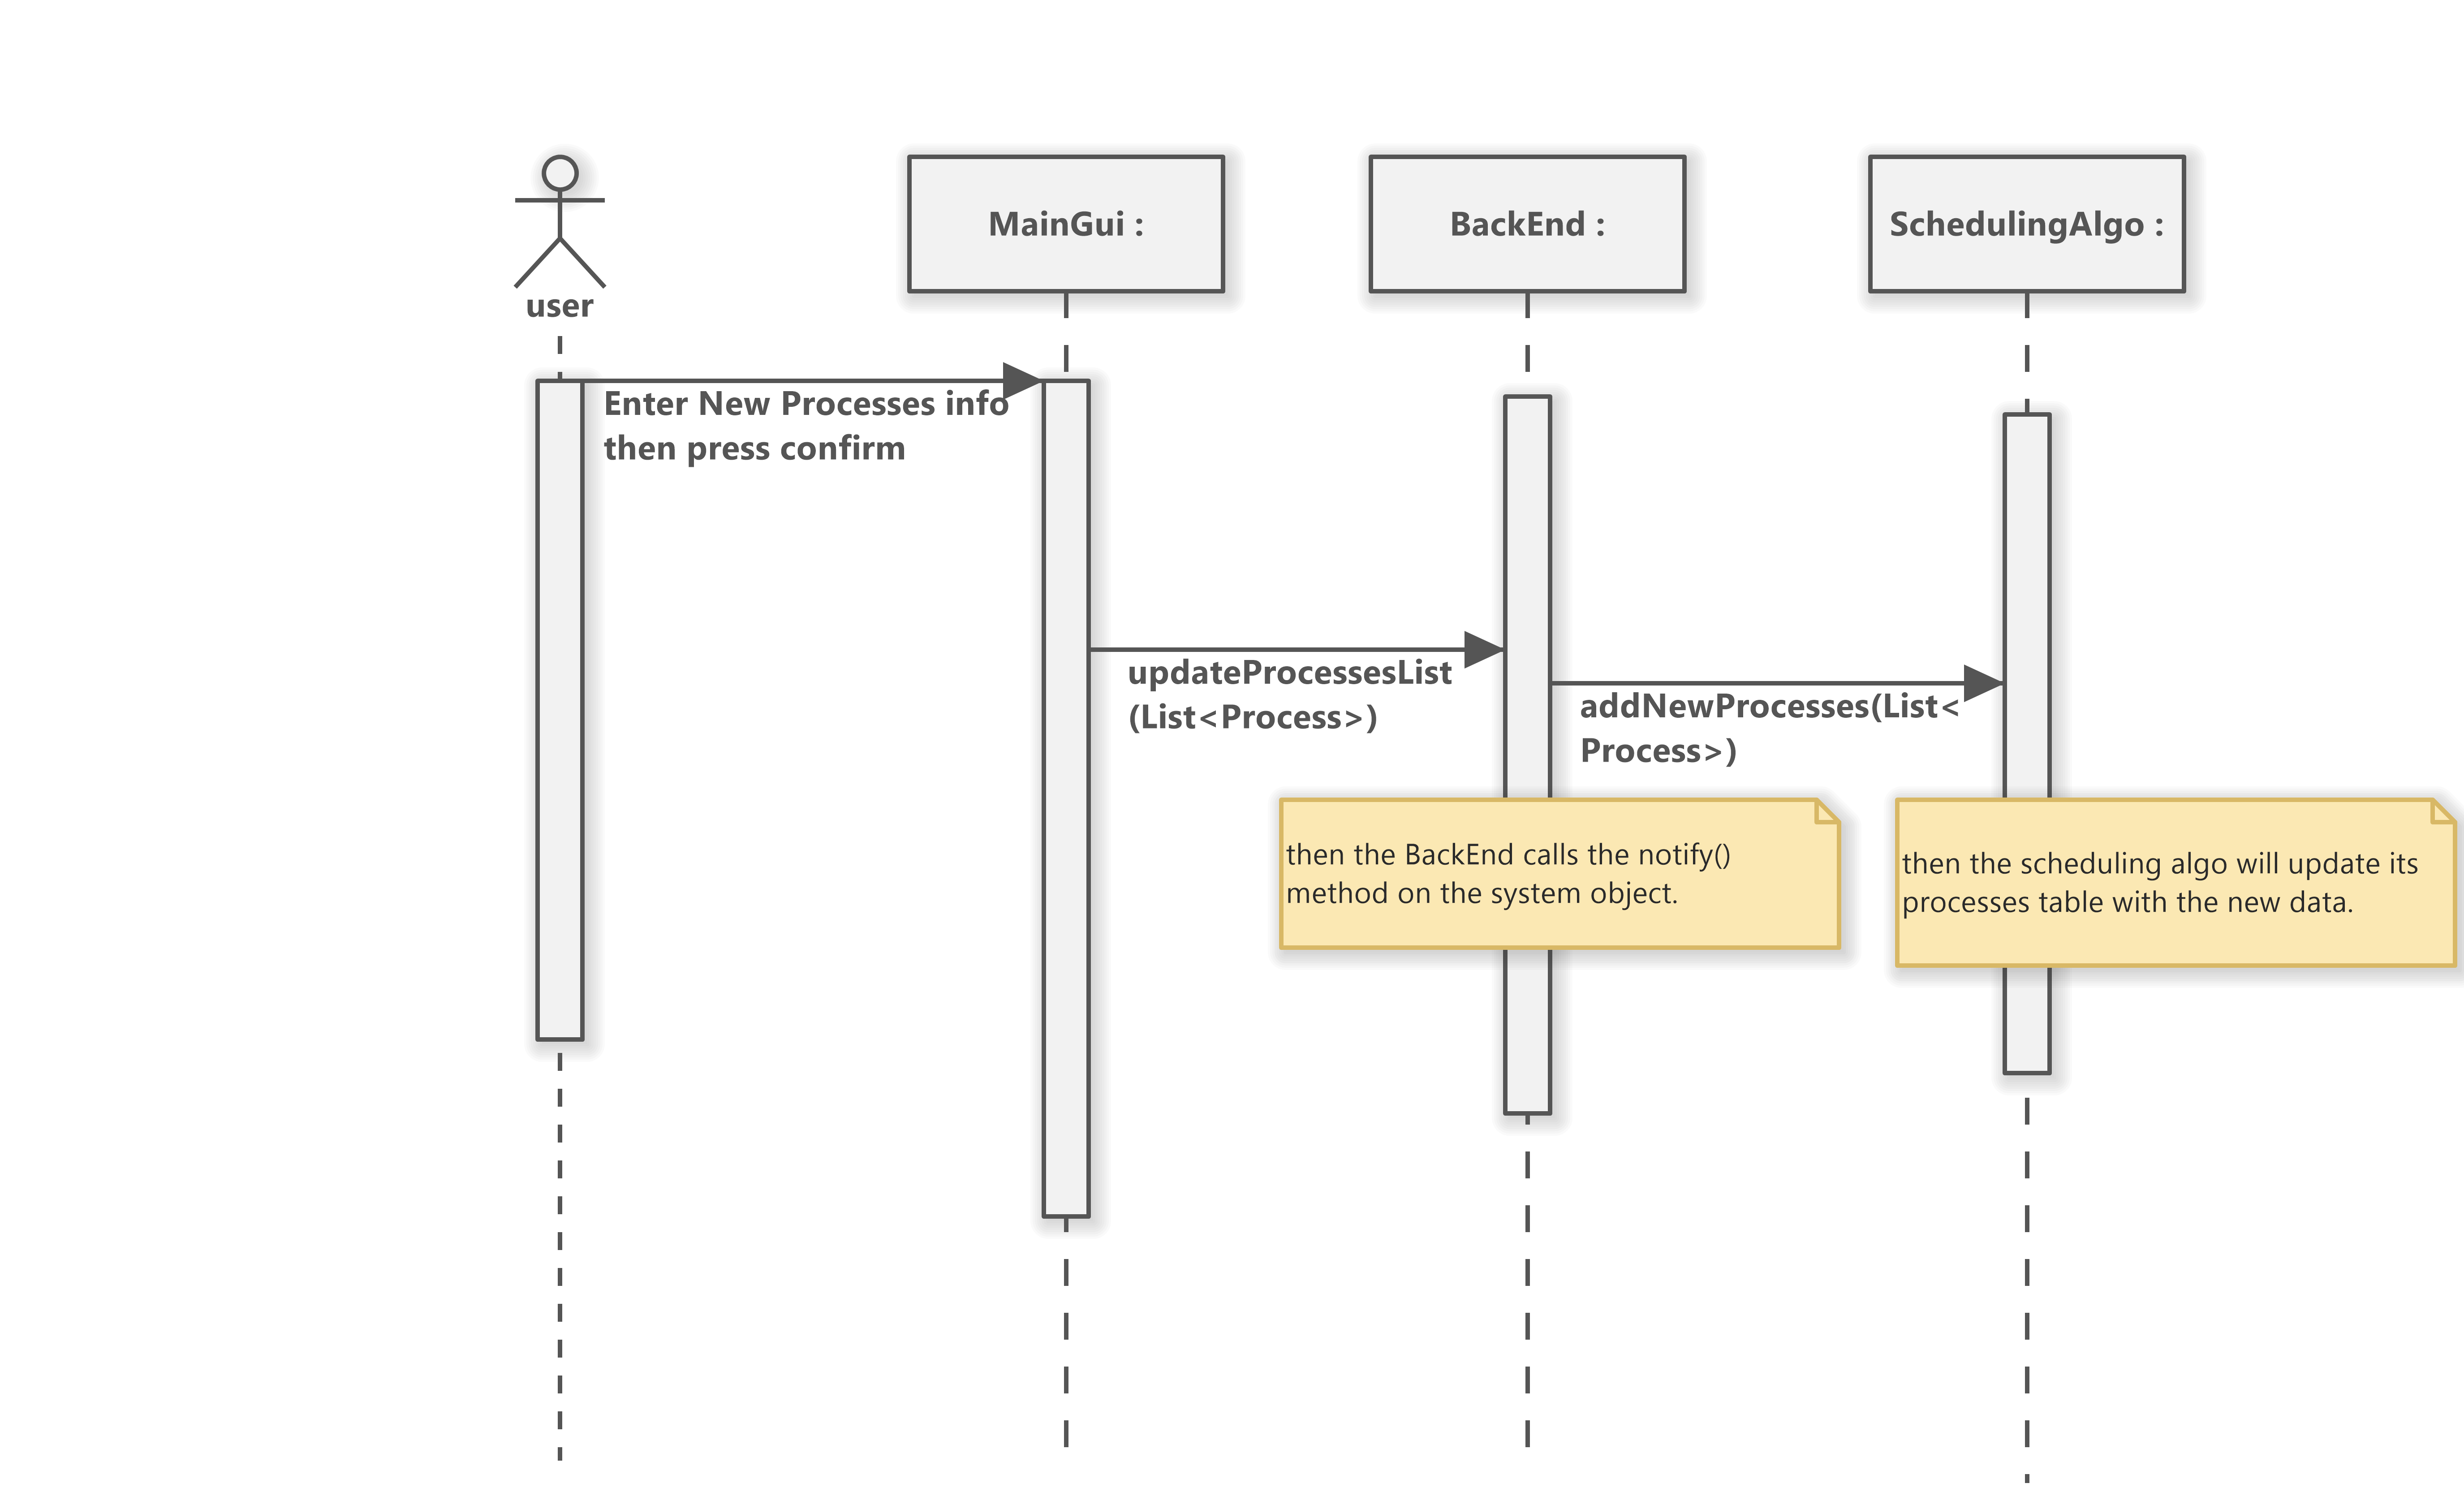 user
MainGui :
BackEnd :
SchedulingAlgo :
Enter New Processes info
then press confirm
updateProcessesList
(List<Process>)
addNewProcesses(List<
Process>)
then the BackEnd calls the notify()
method on the system object.
then the scheduling algo will update its
processes table with the new data.